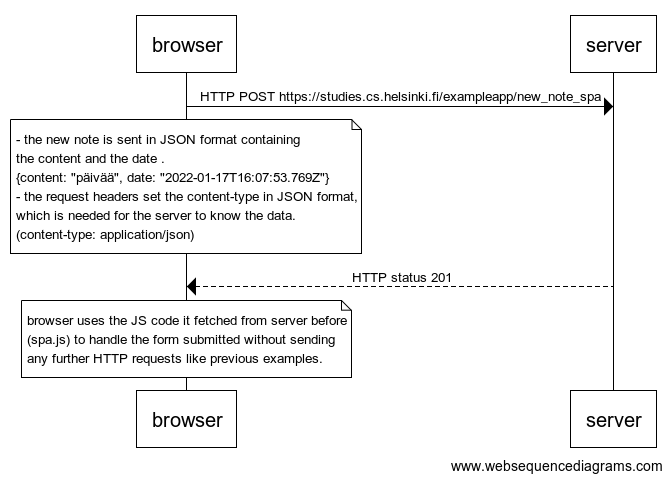 browser
server
HTTP POST https://studies.cs.helsinki.fi/exampleapp/new_note_spa
- the new note is sent in JSON format containing
the content and the date .
{content: "päivää", date: "2022-01-17T16:07:53.769Z"}
- the request headers set the content-type in JSON format,
which is needed for the server to know the data.
(content-type: application/json)
HTTP status 201
browser uses the JS code it fetched from server before
(spa.js) to handle the form submitted without sending
any further HTTP requests like previous examples.
browser
server
www.websequencediagrams.com